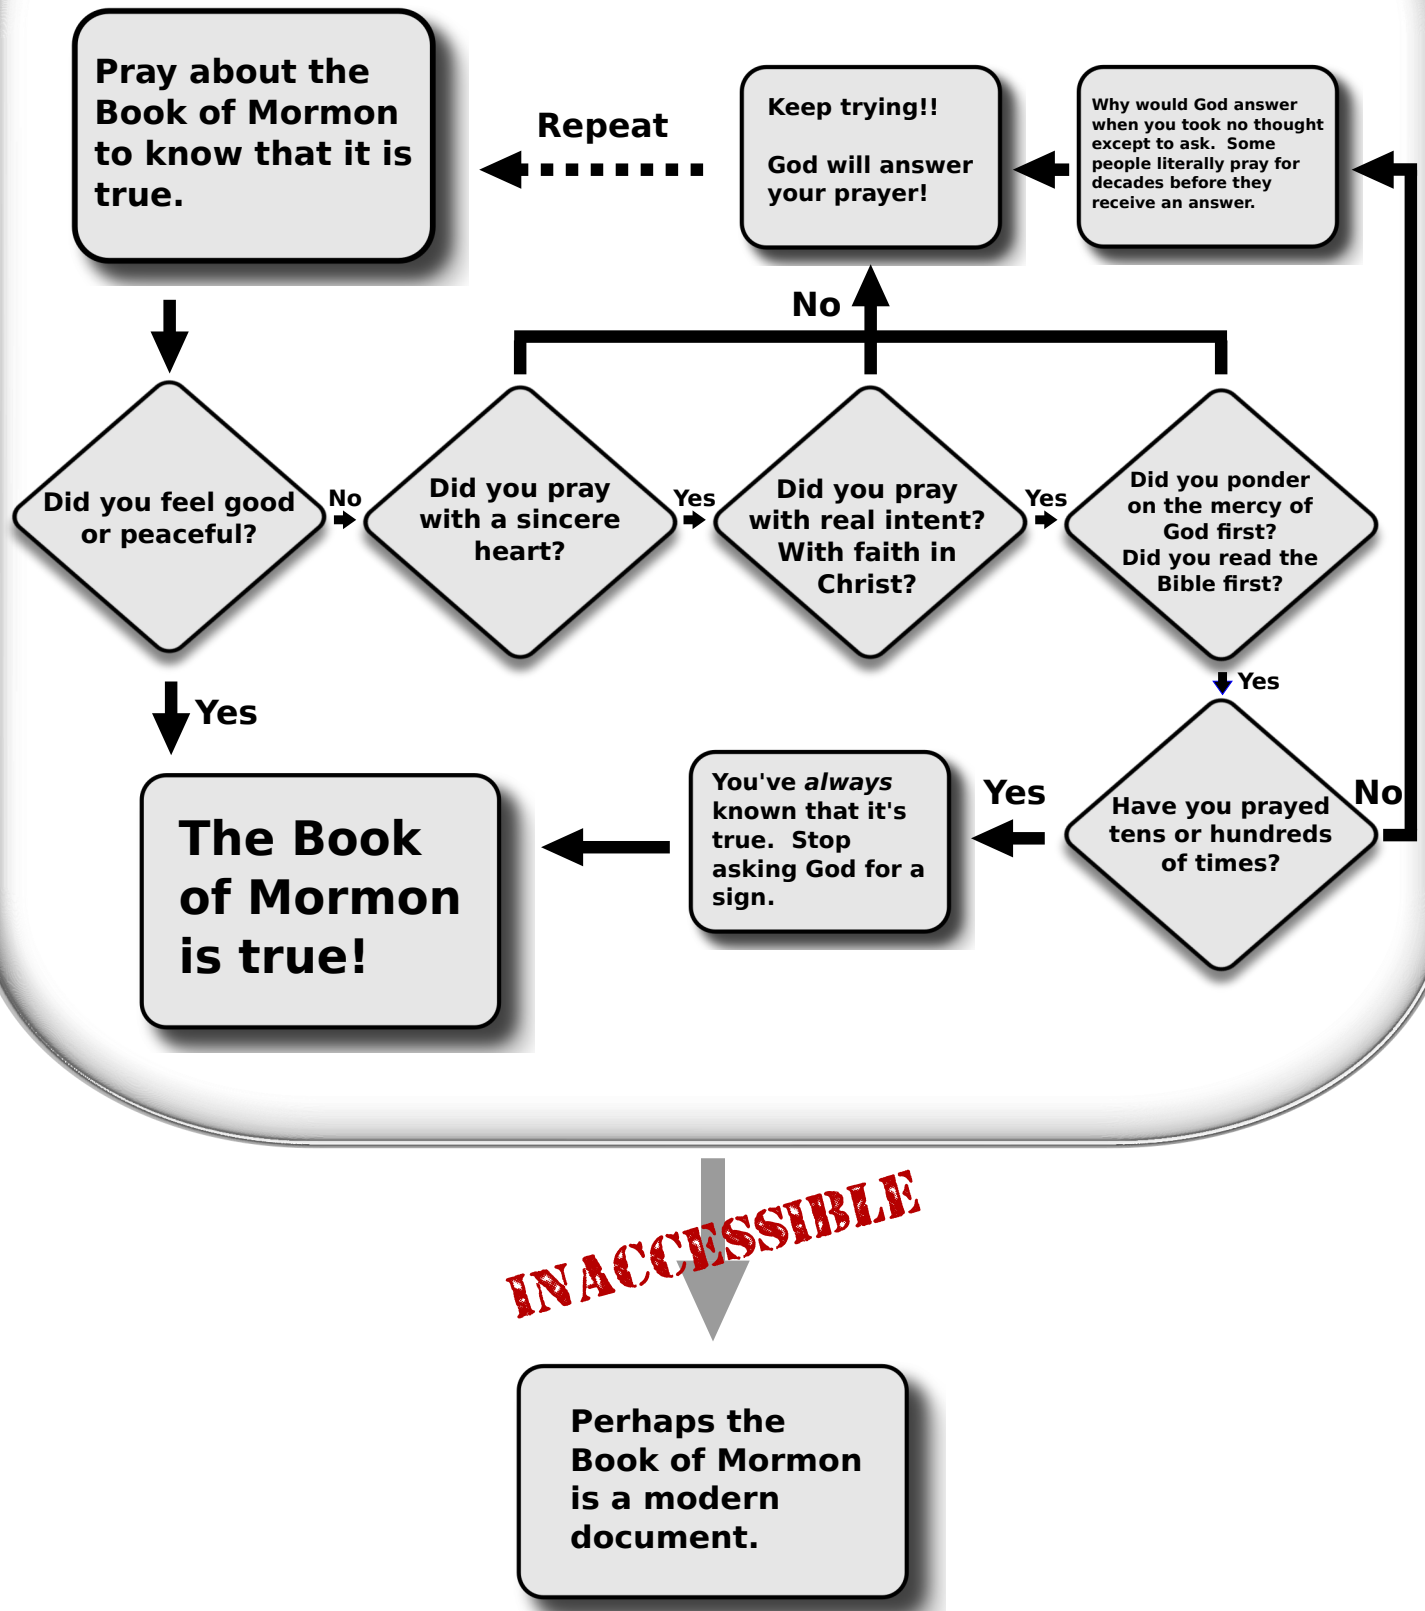 Pray about the
Book of Mormon
to know that it is
true.
Repeat
Keep trying!!
God will answer
your prayer!
Why would God answer
when you took no thought
except to ask.  Some
people literally pray for
decades before they
receive an answer.
No
Did you feel good
or peaceful?
No
Did you pray
with a sincere
heart?
Yes
Did you pray
with real intent?
With faith in
Christ?
Yes
Did you ponder
on the mercy of
God first?
Did you read the
Bible first?
Yes
Yes
The Book
of Mormon
is true!
You've always
known that it's
true.  Stop
asking God for a
sign.
Yes
Have you prayed
tens or hundreds
of times?
No
INACCESSIBLE
Perhaps the
Book of Mormon
is a modern
document.